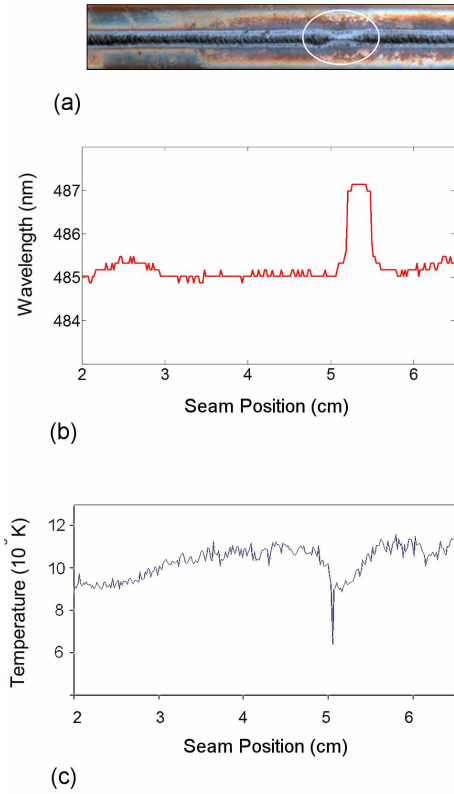 (a)
Wavelength (nm)
487
486
485
484
2 3 4 5 6
Seam Position (cm)
(b)
Temperature (10 K)
12
10
8
6
2 3 4 5 6
Seam Position (cm)
(c)